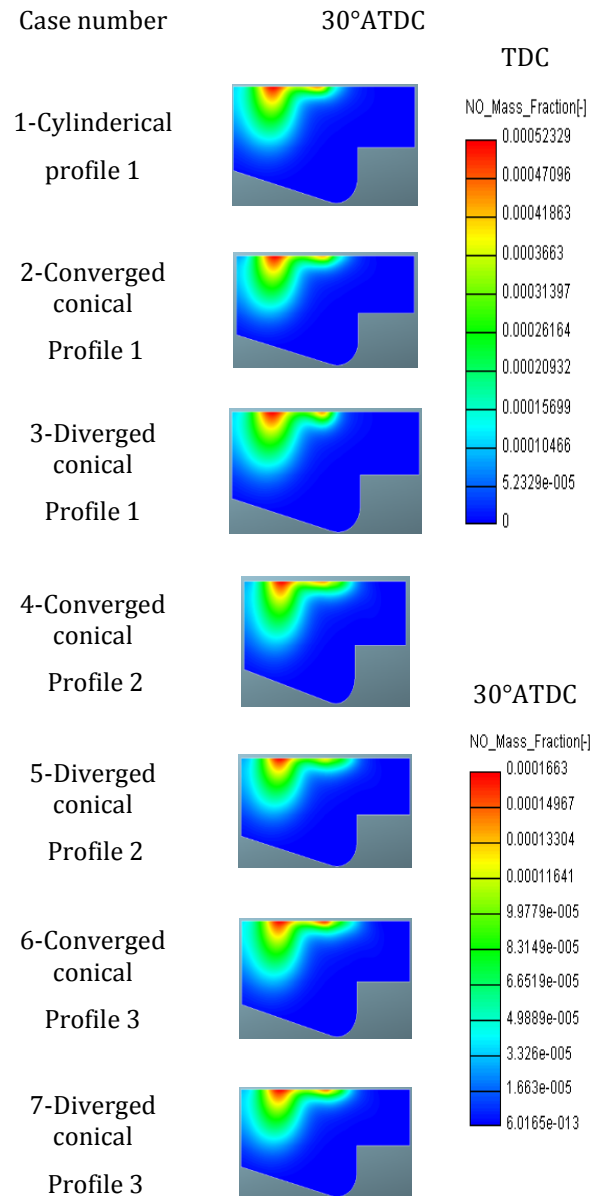 Case number
30°ATDC
TDC
NO_Mass_Fraction[-]
0.00052329
0.00047096
0.00041863
0.0003663
0.00031397
0.00026164
0.00020932
0.00015699
0.00010466
5.2329e-005
0
1-Cylinderical
profile 1
2-Converged
conical
Profile 1
3-Diverged
conical
Profile 1
4-Converged
conical
Profile 2
5-Diverged
conical
Profile 2
6-Converged
conical
Profile 3
7-Diverged
conical
Profile 3
30°ATDC
NO_Mass_Fraction[-]
0.0001663
0.00014967
0.00013304
0.00011641
9.9779e-005
8.3149e-005
6.6519e-005
4.9889e-005
3.326e-005
1.663e-005
6.0165e-013